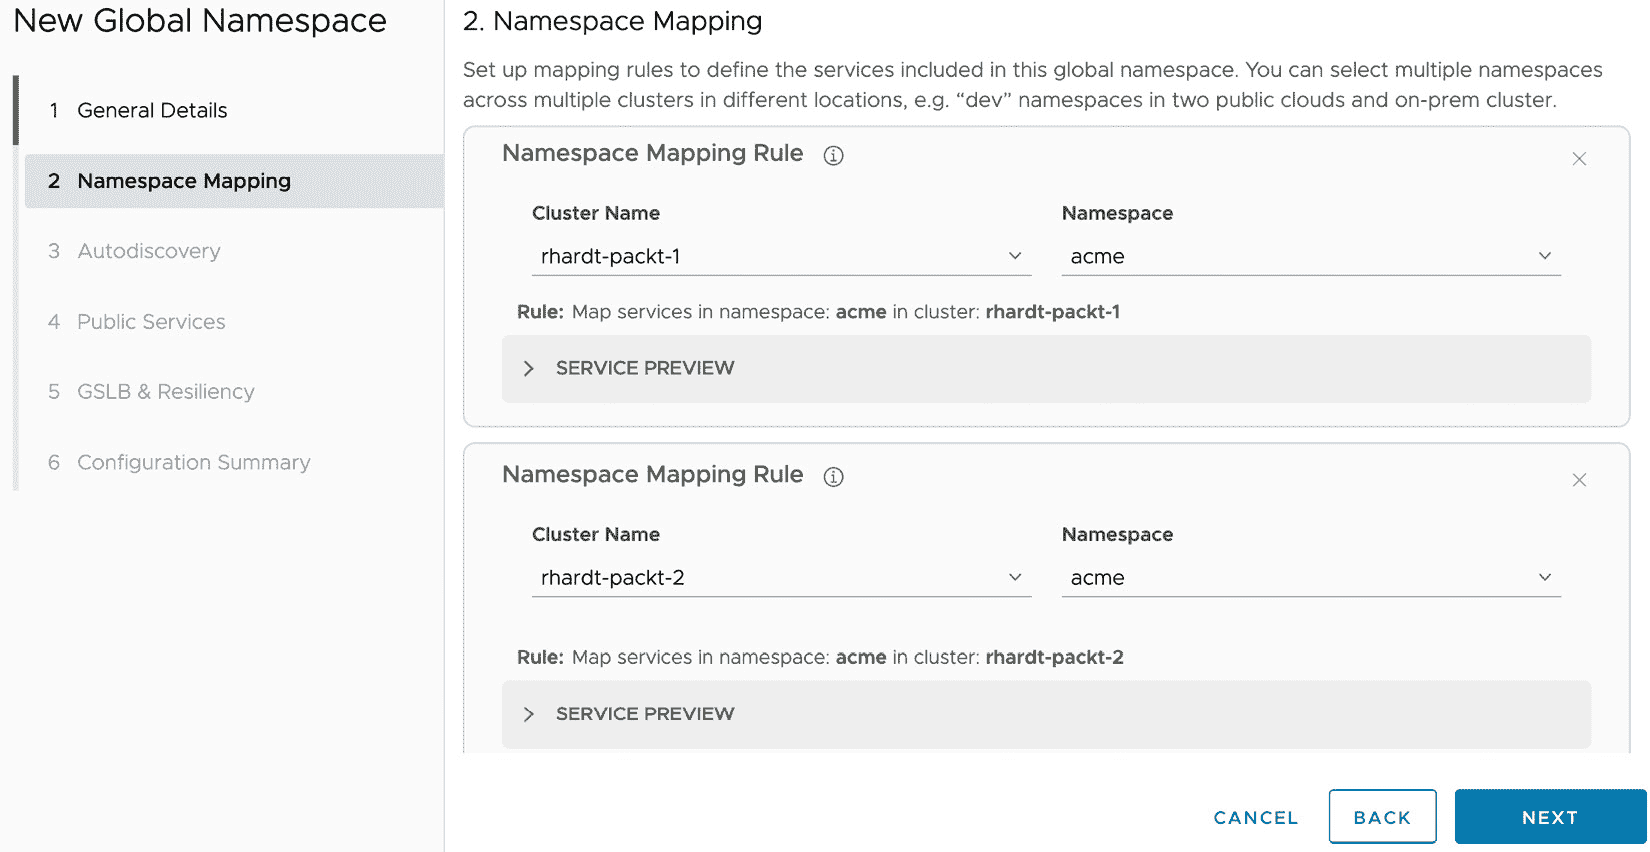 New Global Namespace
1 General Details
2 Namespace Mapping
3 Autodiscovery
4 Public Services
5 GSLB & Resiliency
6 Configuration Summary
2. Namespace Mapping
Set up mapping rules to define the services included in this global namespace. You can select multiple namespaces
across multiple clusters in different locations, e.g. “dev” namespaces in two public clouds and on-prem cluster.
Namespace Mapping Rule
Cluster Name Namespace
rhardt-packt-1 acme
Rule: Map services in namespace: acme in cluster: rhardt-packt-1
SERVICE PREVIEW
Namespace Mapping Rule
Cluster Name Namespace
rhardt-packt-2 acme
Rule: Map services in namespace: acme in cluster: rhardt-packt-2
SERVICE PREVIEW
CANCEL BACK NEXT